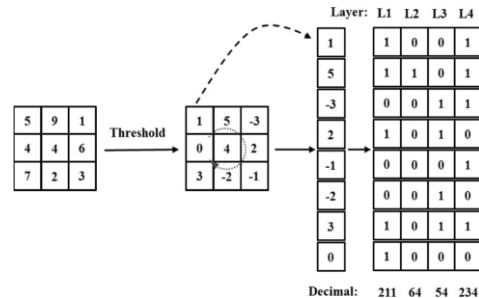 Layer: L1 L2 L3 L4
1 1 0 0 1
5 1 1 0 1
-3 0 0 1 1
2 1 0 1 0
-1 0 0 0 1
-2 0 0 1 0
3 1 0 1 1
0 1 0 0 0
Decimal: 211 64 54 234
5 9 1
4 4 6
7 2 3
Threshold
1 5 -3
0 4 2
3 -2 -1